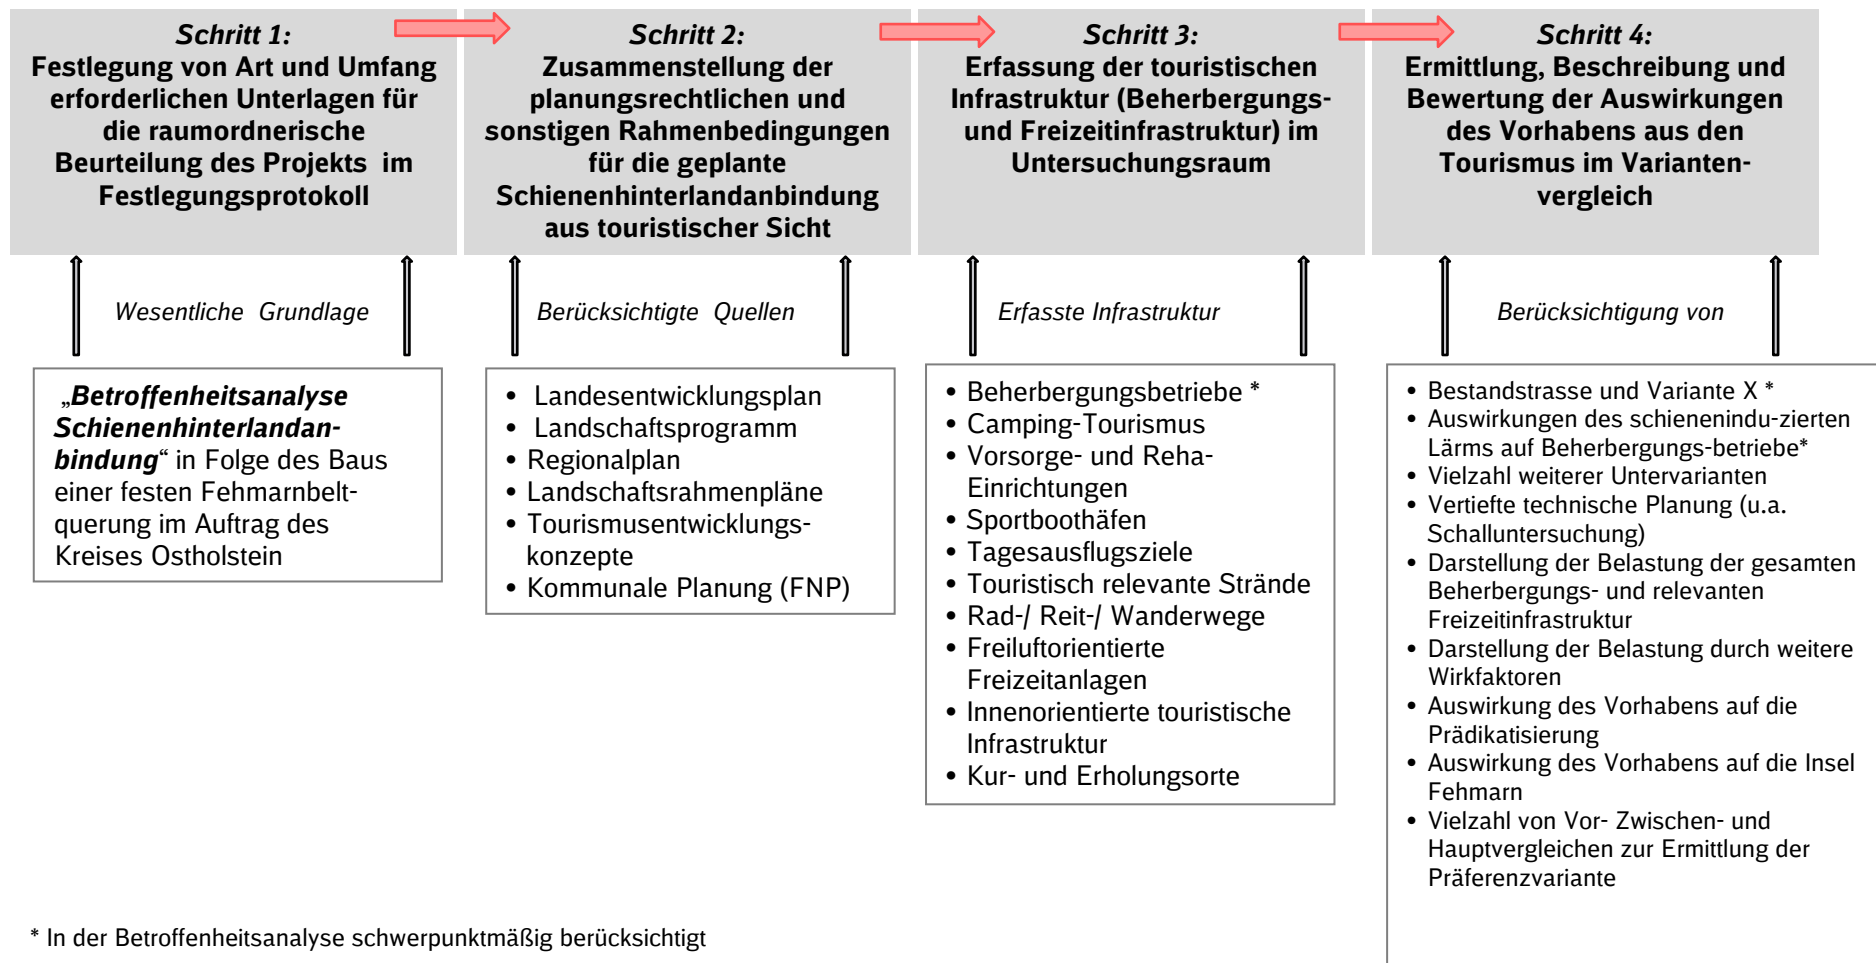 Schritt 1:
Festlegung von Art und Umfang
erforderlichen Unterlagen für
die raumordnerische
Beurteilung des Projekts im
Festlegungsprotokoll
Schritt 2:
Zusammenstellung der
planungsrechtlichen und
sonstigen Rahmenbedingungen
für die geplante
Schienenhinterlandanbindung
aus touristischer Sicht
Schritt 3:
Erfassung der touristischen
Infrastruktur (Beherbergungs-
und Freizeitinfrastruktur) im
Untersuchungsraum
Schritt 4:
Ermittlung, Beschreibung und
Bewertung der Auswirkungen
des Vorhabens aus den
Tourismus im Varianten-
vergleich
Wesentliche Grundlage
Berücksichtigte Quellen
Erfasste Infrastruktur
Berücksichtigung von
„Betroffenheitsanalyse
Schienenhinterlandan-
bindung“ in Folge des Baus
einer festen Fehmarnbelt-
querung im Auftrag des
Kreises Ostholstein
• Landesentwicklungsplan
• Landschaftsprogramm
• Regionalplan
• Landschaftsrahmenpläne
• Tourismusentwicklungs-
konzepte
• Kommunale Planung (FNP)
• Beherbergungsbetriebe *
• Camping-Tourismus
• Vorsorge- und Reha-
Einrichtungen
• Sportboothäfen
• Tagesausflugsziele
• Touristisch relevante Strände
• Rad-/ Reit-/ Wanderwege
• Freiluftorientierte
Freizeitanlagen
• Innenorientierte touristische
Infrastruktur
• Kur- und Erholungsorte
• Bestandstrasse und Variante X *
• Auswirkungen des schienenindu-zierten
Lärms auf Beherbergungs-betriebe*
• Vielzahl weiterer Untervarianten
• Vertiefte technische Planung (u.a.
Schalluntersuchung)
• Darstellung der Belastung der gesamten
Beherbergungs- und relevanten
Freizeitinfrastruktur
• Darstellung der Belastung durch weitere
Wirkfaktoren
• Auswirkung des Vorhabens auf die
Prädikatisierung
• Auswirkung des Vorhabens auf die Insel
Fehmarn
• Vielzahl von Vor- Zwischen- und
Hauptvergleichen zur Ermittlung der
Präferenzvariante
* In der Betroffenheitsanalyse schwerpunktmäßig berücksichtigt